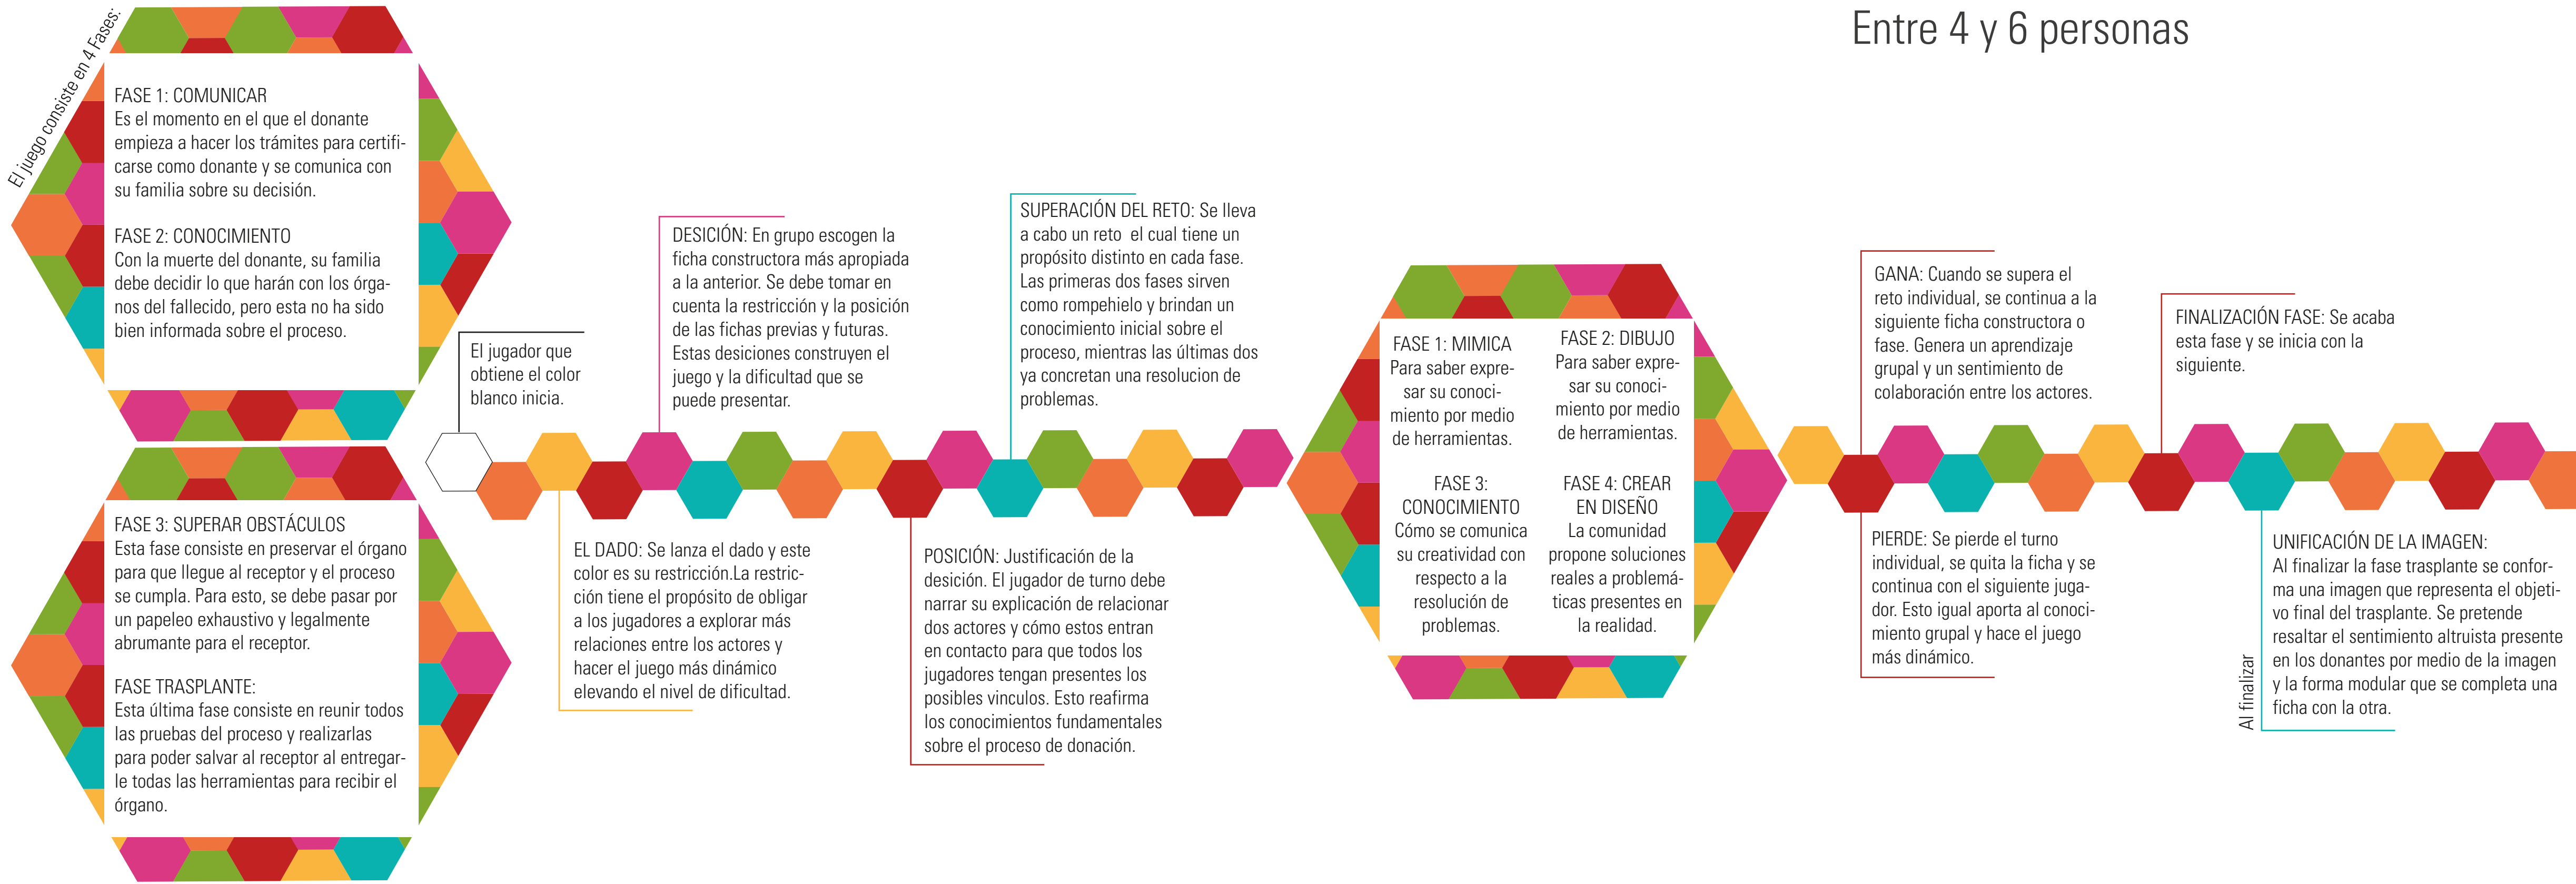 Entre 4 y 6 personas
El juego consiste en 4 Fases:
FASE 1: COMUNICAR
Es el momento en el que el donante
empieza a hacer los trámites para certifi-
carse como donante y se comunica con
su familia sobre su decisión.
FASE 2: CONOCIMIENTO
Con la muerte del donante, su familia
debe decidir lo que harán con los órga-
nos del fallecido, pero esta no ha sido
bien informada sobre el proceso.
FASE 3: SUPERAR OBSTÁCULOS
Esta fase consiste en preservar el órgano
para que llegue al receptor y el proceso
se cumpla. Para esto, se debe pasar por
un papeleo exhaustivo y legalmente
abrumante para el receptor.
FASE TRASPLANTE:
Esta última fase consiste en reunir todos
las pruebas del proceso y realizarlas
para poder salvar al receptor al entregar-
le todas las herramientas para recibir el
órgano.
El jugador que
obtiene el color
blanco inicia.
EL DADO: Se lanza el dado y este
color es su restricción.La restric-
ción tiene el propósito de obligar
a los jugadores a explorar más
relaciones entre los actores y
hacer el juego más dinámico
elevando el nivel de dificultad.
DESICIÓN: En grupo escogen la
ficha constructora más apropiada
a la anterior. Se debe tomar en
cuenta la restricción y la posición
de las fichas previas y futuras.
Estas desiciones construyen el
juego y la dificultad que se
puede presentar.
POSICIÓN: Justificación de la
desición. El jugador de turno debe
narrar su explicación de relacionar
dos actores y cómo estos entran
en contacto para que todos los
jugadores tengan presentes los
posibles vinculos. Esto reafirma
los conocimientos fundamentales
sobre el proceso de donación.
SUPERACIÓN DEL RETO: Se lleva
a cabo un reto el cual tiene un
propósito distinto en cada fase.
Las primeras dos fases sirven
como rompehielo y brindan un
conocimiento inicial sobre el
proceso, mientras las últimas dos
ya concretan una resolucion de
problemas.
FASE 1: MIMICA
Para saber expre-
sar su conoci-
miento por medio
de herramientas.
FASE 2: DIBUJO
Para saber expre-
sar su conoci-
miento por medio
de herramientas.
FASE 3:
CONOCIMIENTO
Cómo se comunica
su creatividad con
respecto a la
resolución de
problemas.
FASE 4: CREAR
EN DISEÑO
La comunidad
propone soluciones
reales a problemá-
ticas presentes en
la realidad.
GANA: Cuando se supera el
reto individual, se continua a la
siguiente ficha constructora o
fase. Genera un aprendizaje
grupal y un sentimiento de
colaboración entre los actores.
PIERDE: Se pierde el turno
individual, se quita la ficha y se
continua con el siguiente juga-
dor. Esto igual aporta al conoci-
miento grupal y hace el juego
más dinámico.
FINALIZACIÓN FASE: Se acaba
esta fase y se inicia con la
siguiente.
Al finalizar
UNIFICACIÓN DE LA IMAGEN:
Al finalizar la fase trasplante se confor-
ma una imagen que representa el objeti-
vo final del trasplante. Se pretende
resaltar el sentimiento altruista presente
en los donantes por medio de la imagen
y la forma modular que se completa una
ficha con la otra.